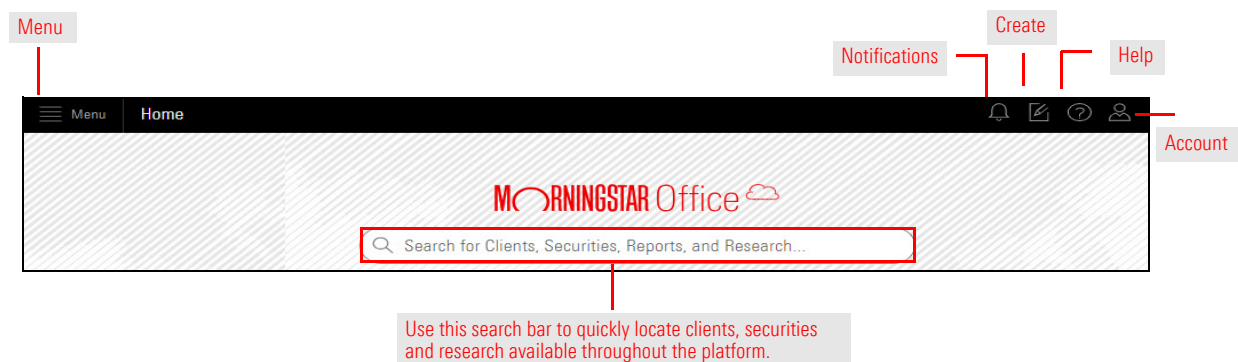 Menu
Create
Notifications
Help
Menu
Home
Account
MORNINGSTAR Office
Search for Clients, Securities, Reports, and Research...
Use this search bar to quickly locate clients, securities
and research available throughout the platform.